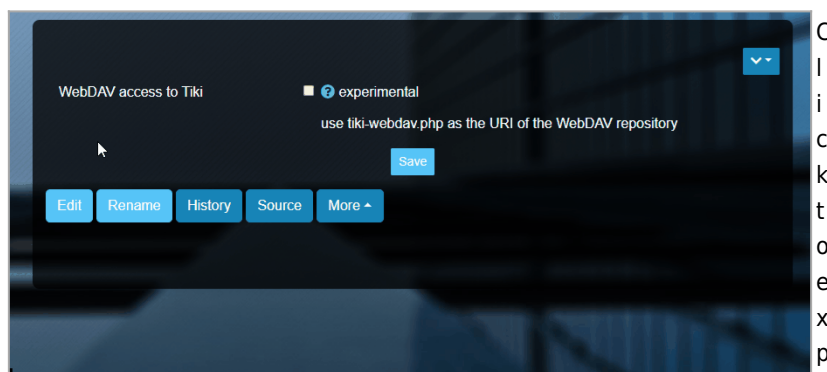 WebDAV access to Tiki
experimental
use tiki-webdav.php as the URI of the WebDAV repository
Save
Edit
Rename
History
Source
More
C
l
i
c
k
t
o
e
x
p